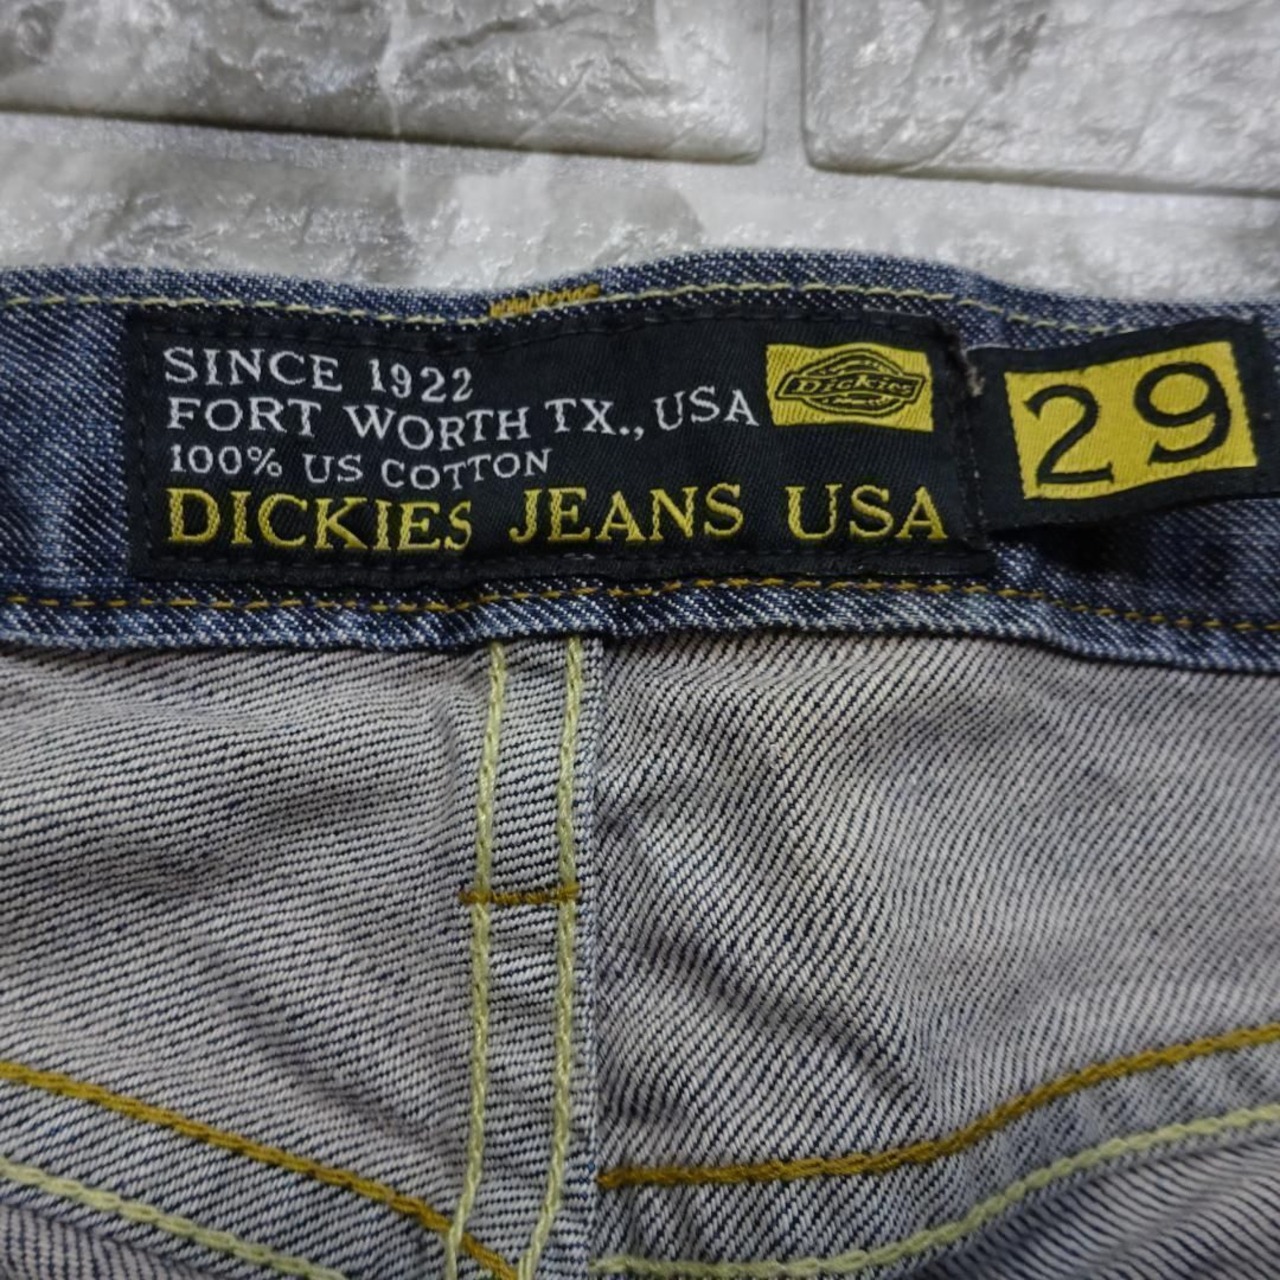 SINCE 1922
FORT WORTH TX., USA
Dickies
100% US COTTON
DICKIES JEANS USA
29